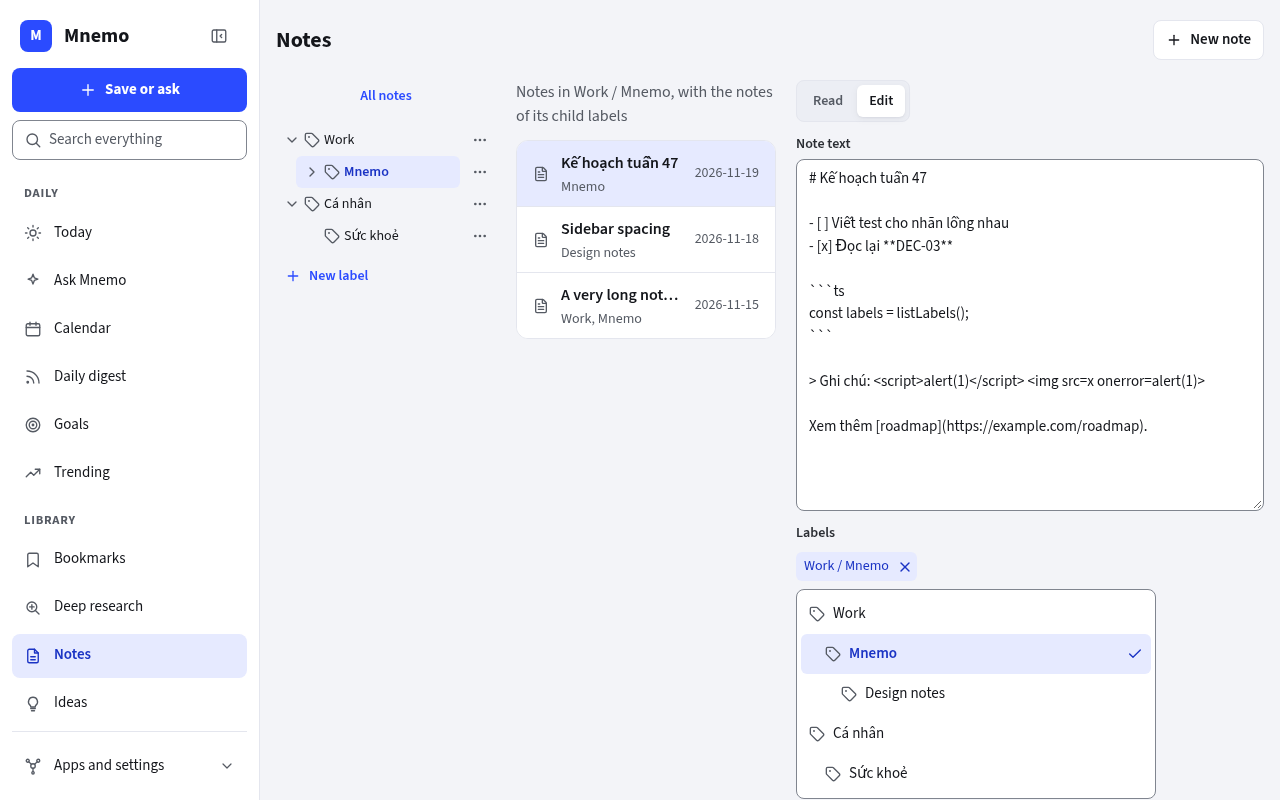 M Mnemo
Save or ask
Search everything
DAILY
Today
Ask Mnemo
Calendar
Daily digest
Goals
Trending
LIBRARY
Bookmarks
Deep research
Notes
Ideas
Apps and settings
Notes
New note
All notes
Work
Mnemo
Cá nhân
Sức khoẻ
New label
Notes in Work / Mnemo, with the notes
of its child labels
Kế hoạch tuần 47
2026-11-19
Mnemo
Sidebar spacing
2026-11-18
Design notes
A very long not…
2026-11-15
Work, Mnemo
Read Edit
Note text
# Kế hoạch tuần 47
- [ ] Viết test cho nhãn lồng nhau
- [x] Đọc lại **DEC-03**
```ts
const labels = listLabels();
```
> Ghi chú: <script>alert(1)</script> <img src=x onerror=alert(1)>
Xem thêm [roadmap](https://example.com/roadmap).
Labels
Work / Mnemo
Work
Mnemo
Design notes
Cá nhân
Sức khoẻ